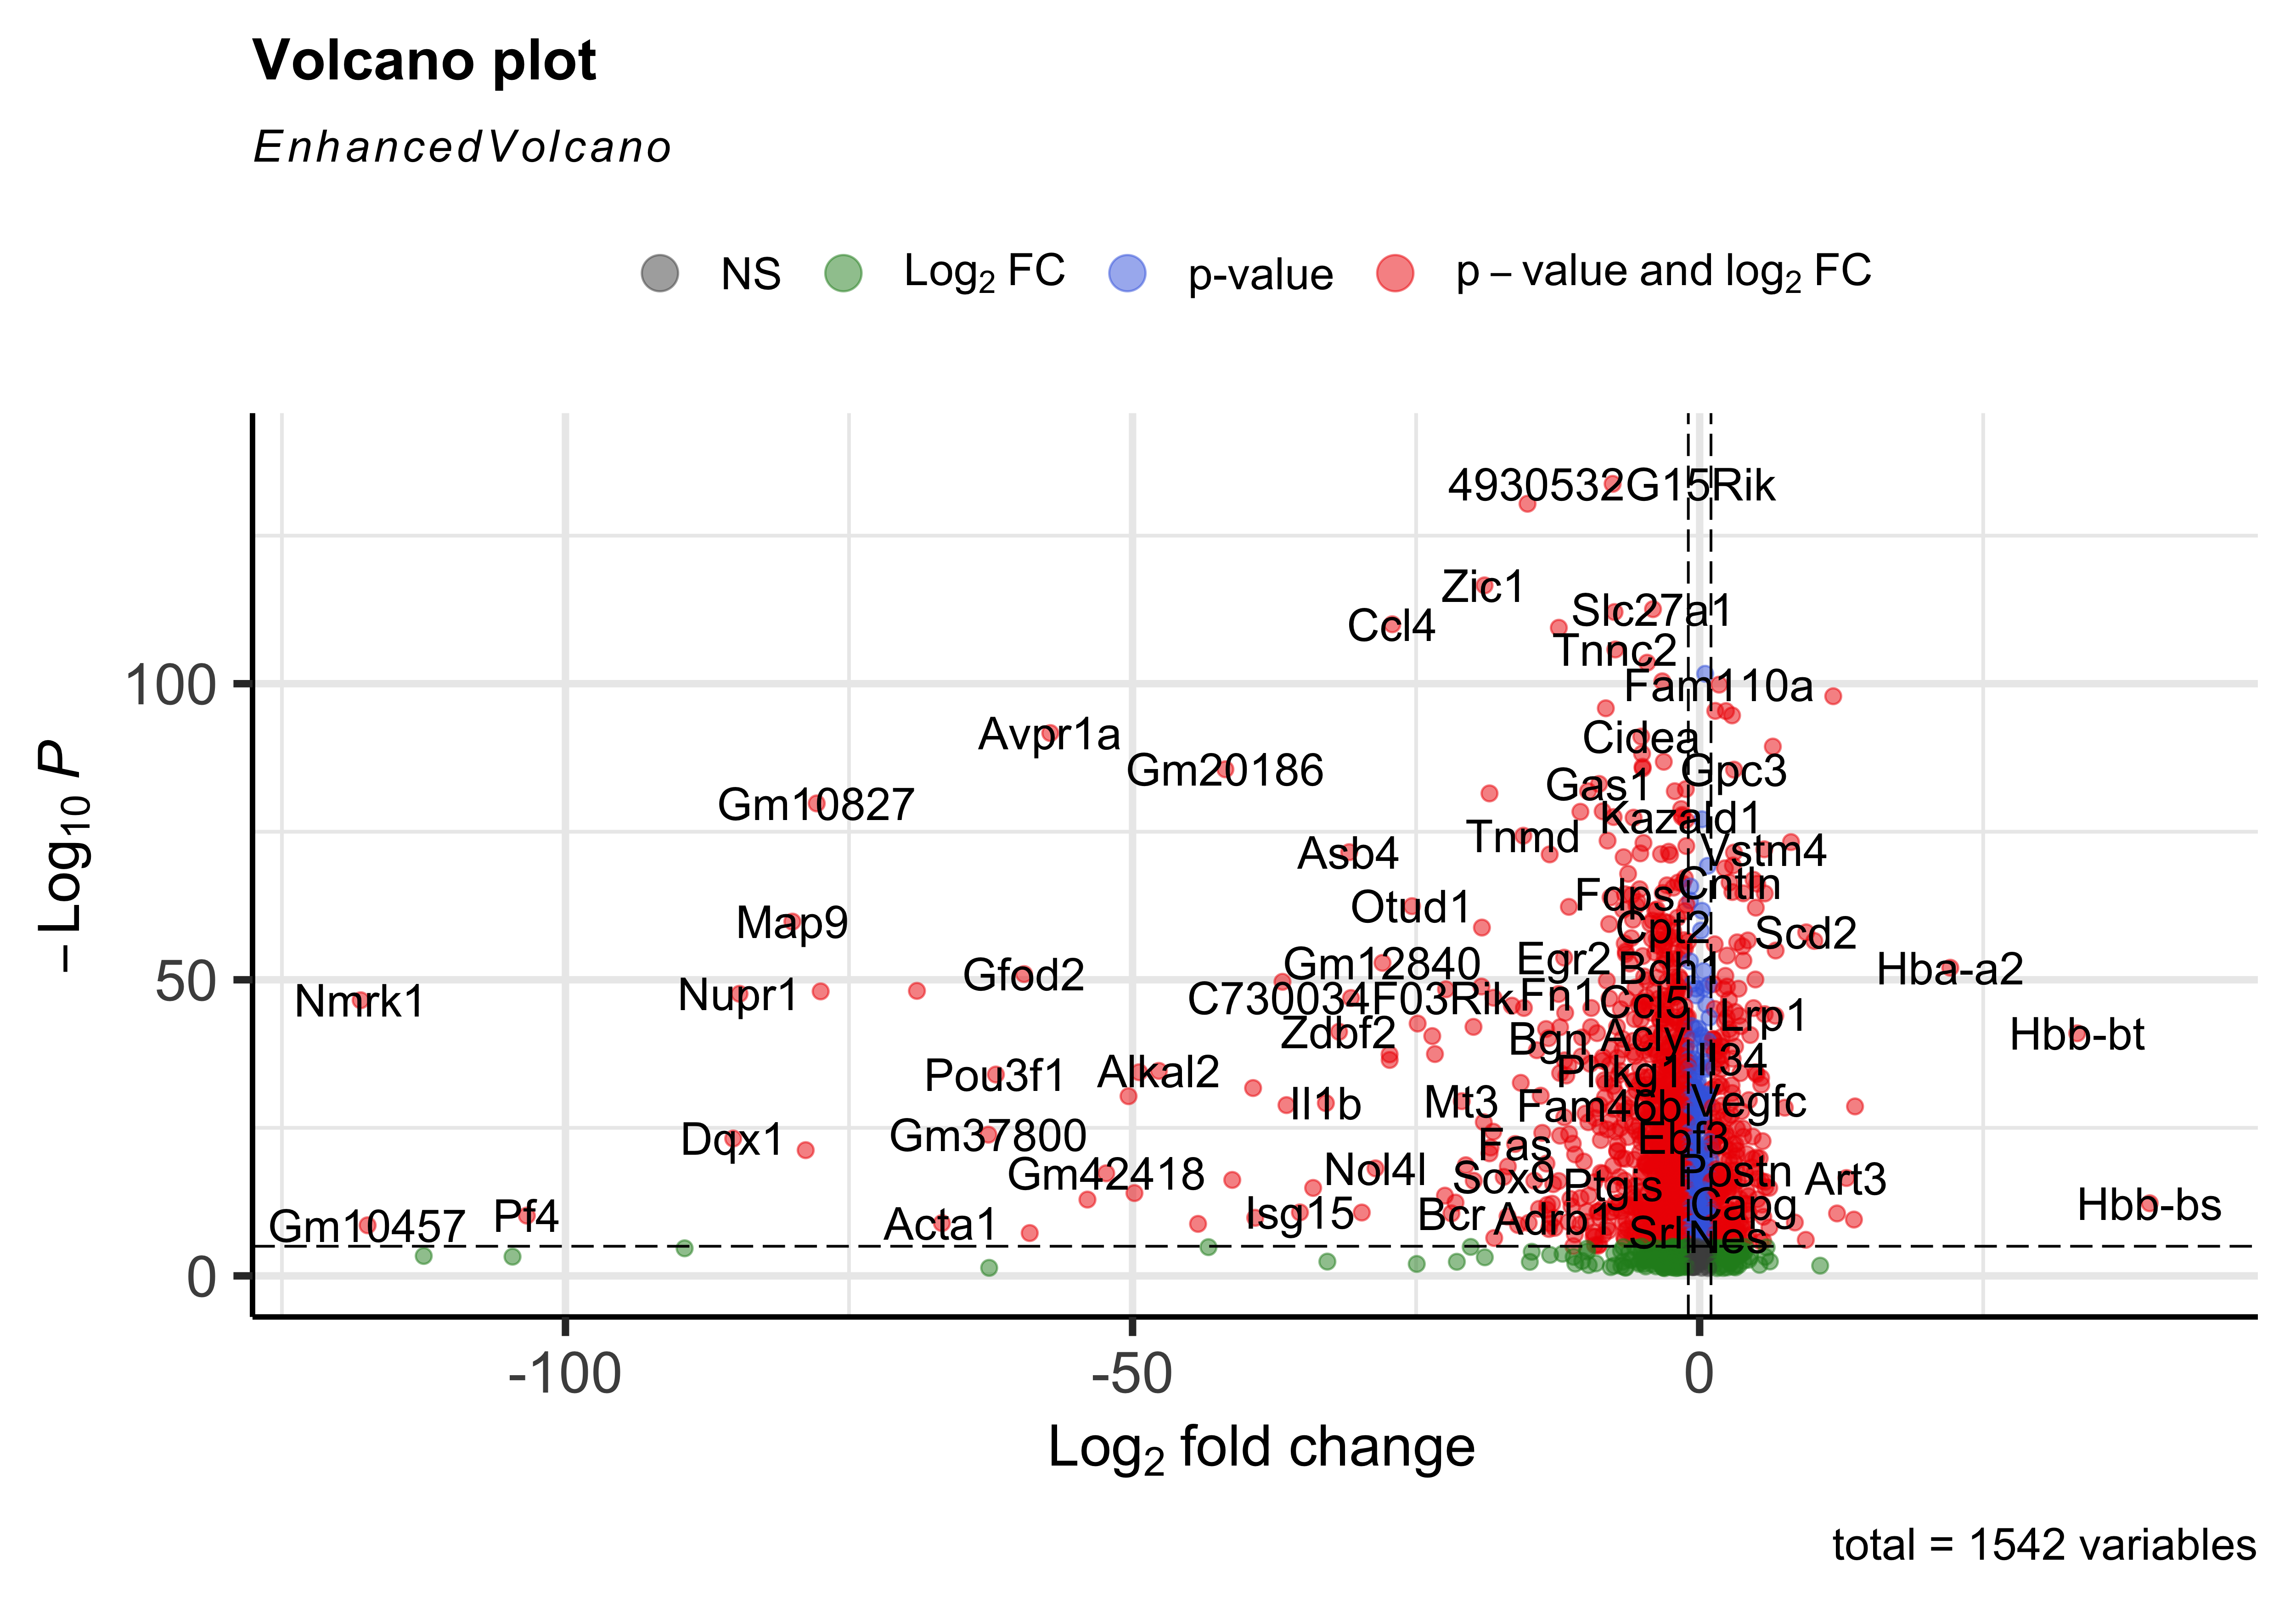 Volcano plot
EnhancedVolcano
NS Log2 FC p-value p – value and log2 FC
4930532G15Rik
Zic1
Slc27a1
Ccl4
Tnnc2
100
Fam110a
Avpr1a
Cidea
Gm20186
Gpc3
Gas1
Gm10827
Kazald1
Tnmd
Asb4
Vstm4
Cntln
Fdps
Otud1
Map9
Cpt2
Scd2
Gm12840
Egr2
50
Gfod2
Bdh1
Hba-a2
Nmrk1
Nupr1
C730034F03Rik
Fn1
Ccl5
Lrp1
Zdbf2
Bgn
Acly
Hbb-bt
Il34
Pou3f1
Alkal2
Phkg1
Il1b
Mt3
Fam46b
Vegfc
Dqx1
Gm37800
Fas
Ebf3
Gm42418
Nol4l
Sox9
Ptgis
Postn
Art3
Gm10457
Pf4
Acta1
Isg15
Bcr
Adrb1
Capg
Hbb-bs
Srl
Nes
0
–Log10 P
-100 -50 0
Log2 fold change
total = 1542 variables